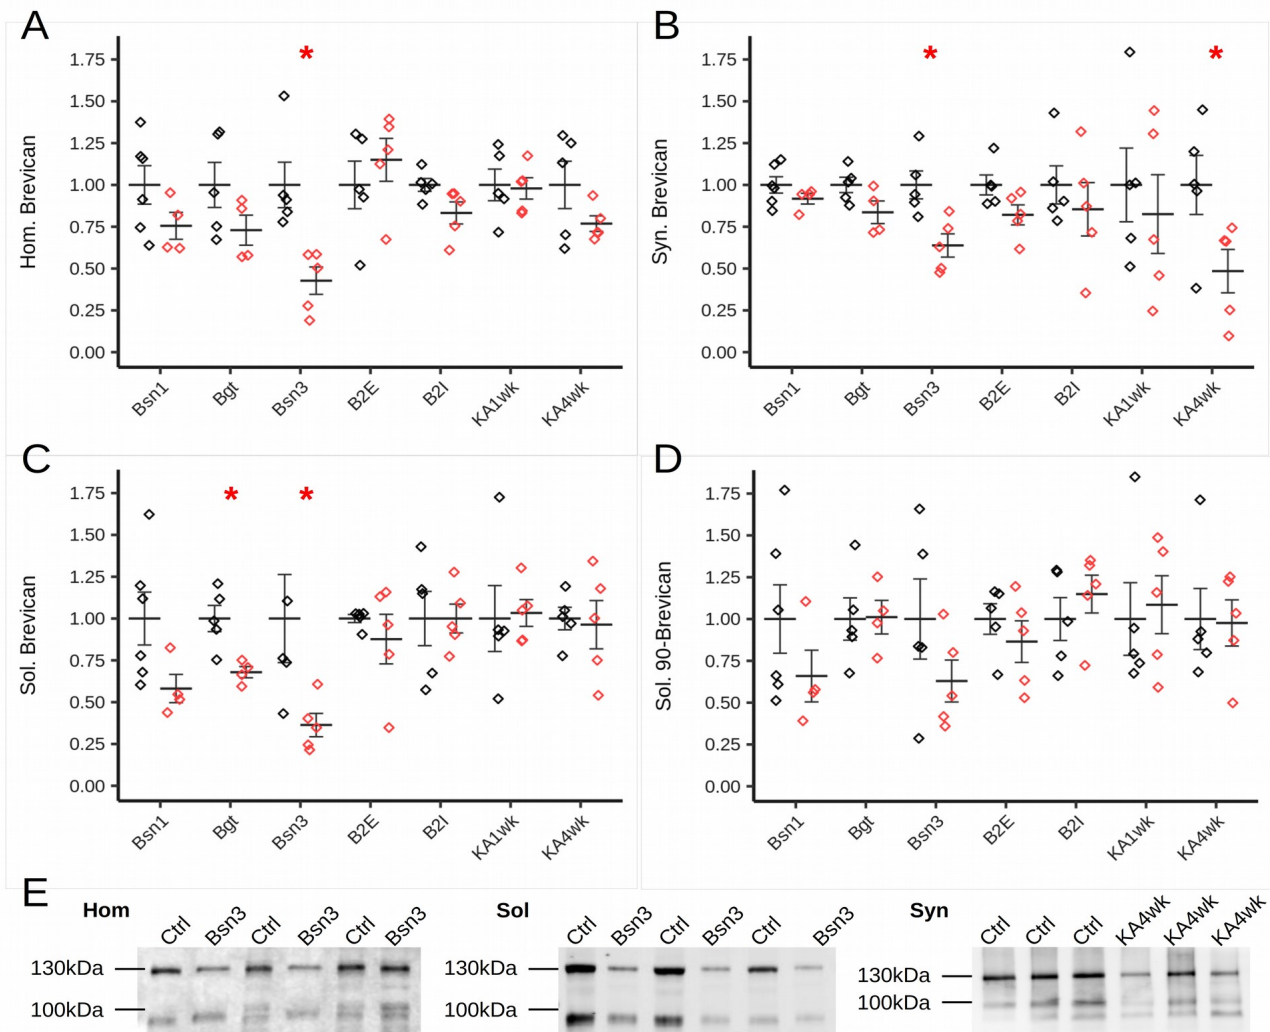 A
*
Hom. Brevican
1.75
1.50
1.25
1.00
0.75
0.50
0.25
0.00
Bsn1 Bgt Bsn3 B2E B2I KA1wk KA4wk
B
* *
Syn. Brevican
1.75
1.50
1.25
1.00
0.75
0.50
0.25
0.00
Bsn1 Bgt Bsn3 B2E B2I KA1wk KA4wk
C
* *
Sol. Brevican
1.75
1.50
1.25
1.00
0.75
0.50
0.25
0.00
Bsn1 Bgt Bsn3 B2E B2I KA1wk KA4wk
D
Sol. 90-Brevican
1.75
1.50
1.25
1.00
0.75
0.50
0.25
0.00
Bsn1 Bgt Bsn3 B2E B2I KA1wk KA4wk
E
Hom
Ctrl Bsn3 Ctrl Bsn3 Ctrl Bsn3
130kDa
100kDa
Sol
Ctrl Bsn3 Ctrl Bsn3 Ctrl Bsn3
130kDa
100kDa
Syn
Ctrl Ctrl Ctrl KA4wk KA4wk KA4wk
130kDa
100kDa